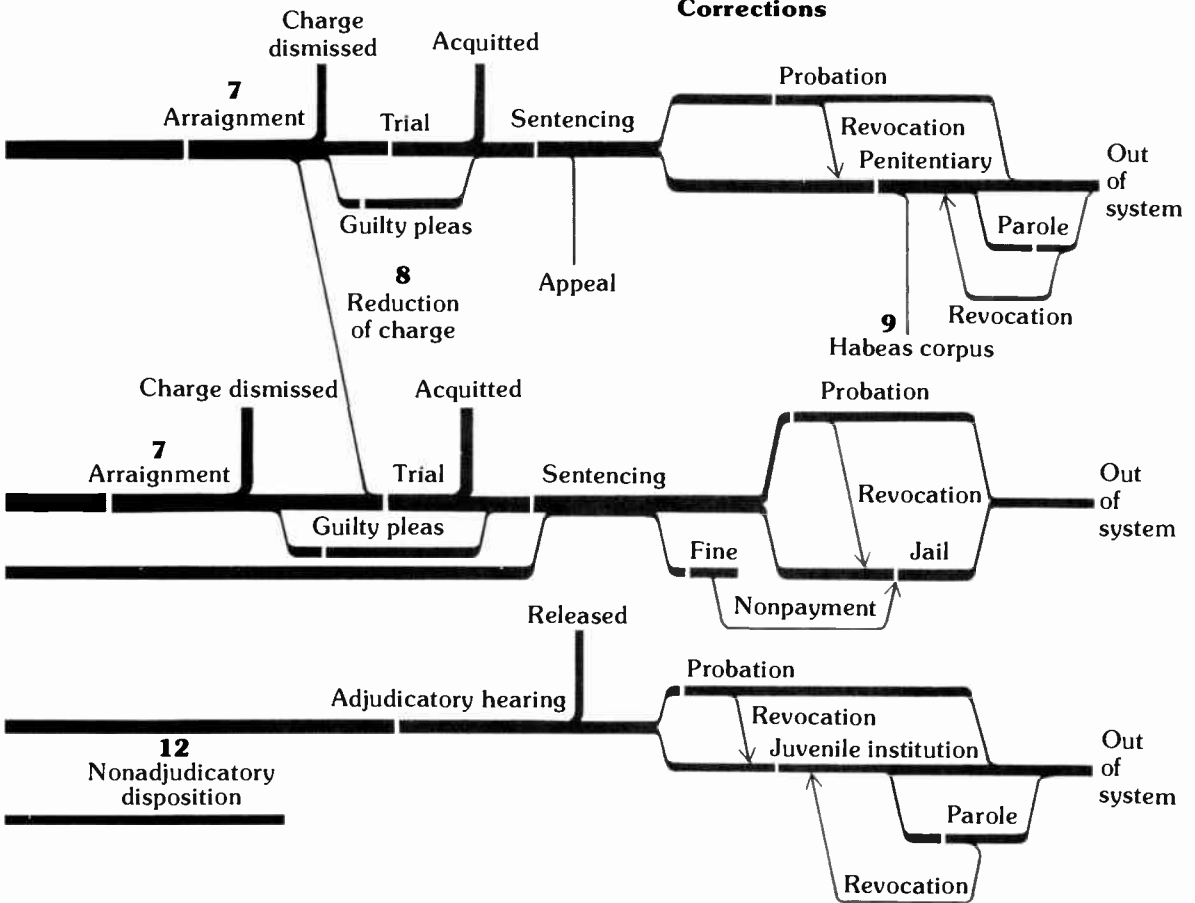 Corrections
Charge
dismissed
Acquitted
Probation
7
Arraignment
Trial
Sentencing
Revocation
Penitentiary
Out
of
system
Guilty pleas
Parole
8
Reduction
of charge
Appeal
Revocation
9
Habeas corpus
Charge dismissed
Acquitted
Probation
7
Arraignment
Trial
Sentencing
Revocation
Out
of
system
Guilty pleas
Fine
Jail
Nonpayment
Released
Probation
Adjudicatory hearing
Revocation
Juvenile institution
Out
of
system
12
Nonadjudicatory
disposition
Parole
Revocation